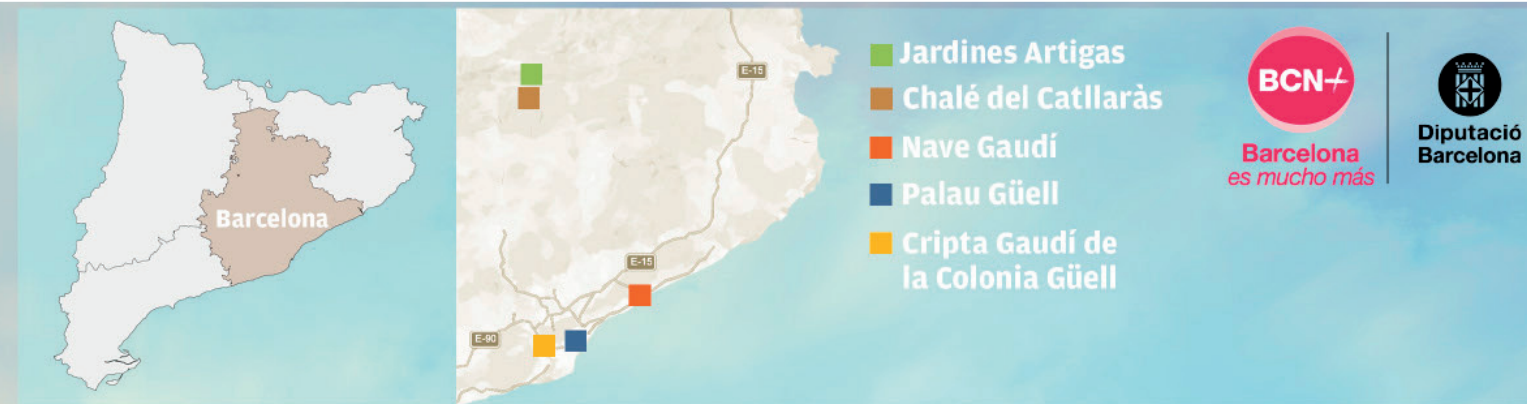 Barcelona
E-15
E-15
E-90
Jardines Artigas
Chalé del Catllaràs
Nave Gaudí
Palau Güell
Cripta Gaudí de
la Colonia Güell
BCN+
Barcelona
es mucho más
Diputació
Barcelona